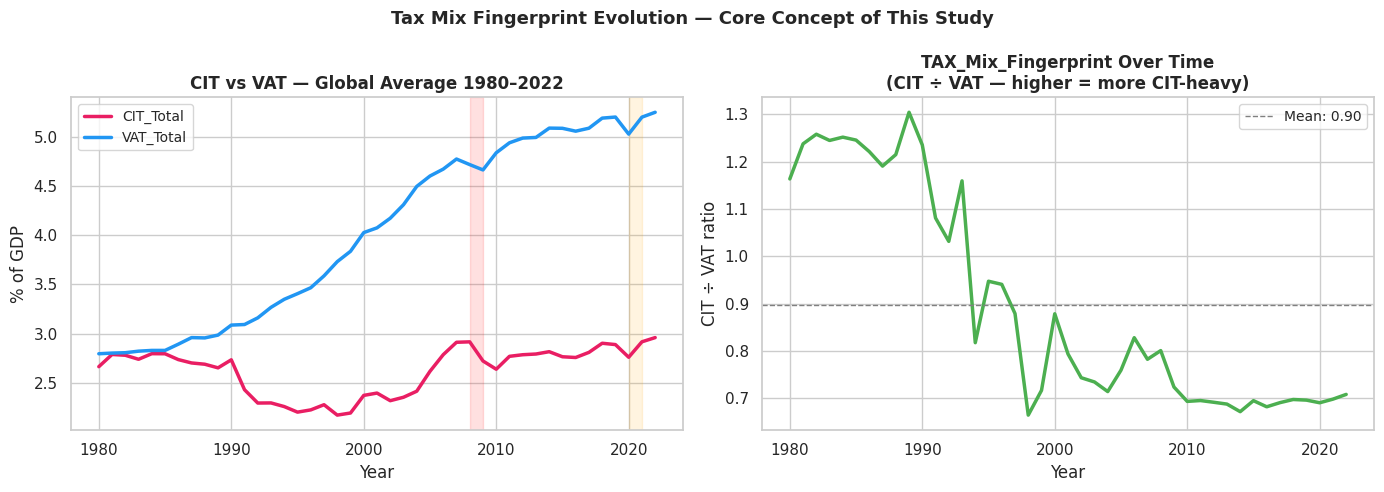 Tax Mix Fingerprint Evolution — Core Concept of This Study
CIT vs VAT — Global Average 1980–2022
CIT_Total
VAT_Total
% of GDP
5.0
4.5
4.0
3.5
3.0
2.5
1980
1990
2000
2010
2020
Year
TAX_Mix_Fingerprint Over Time
(CIT ÷ VAT — higher = more CIT-heavy)
Mean: 0.90
CIT ÷ VAT ratio
1.3
1.2
1.1
1.0
0.9
0.8
0.7
1980
1990
2000
2010
2020
Year